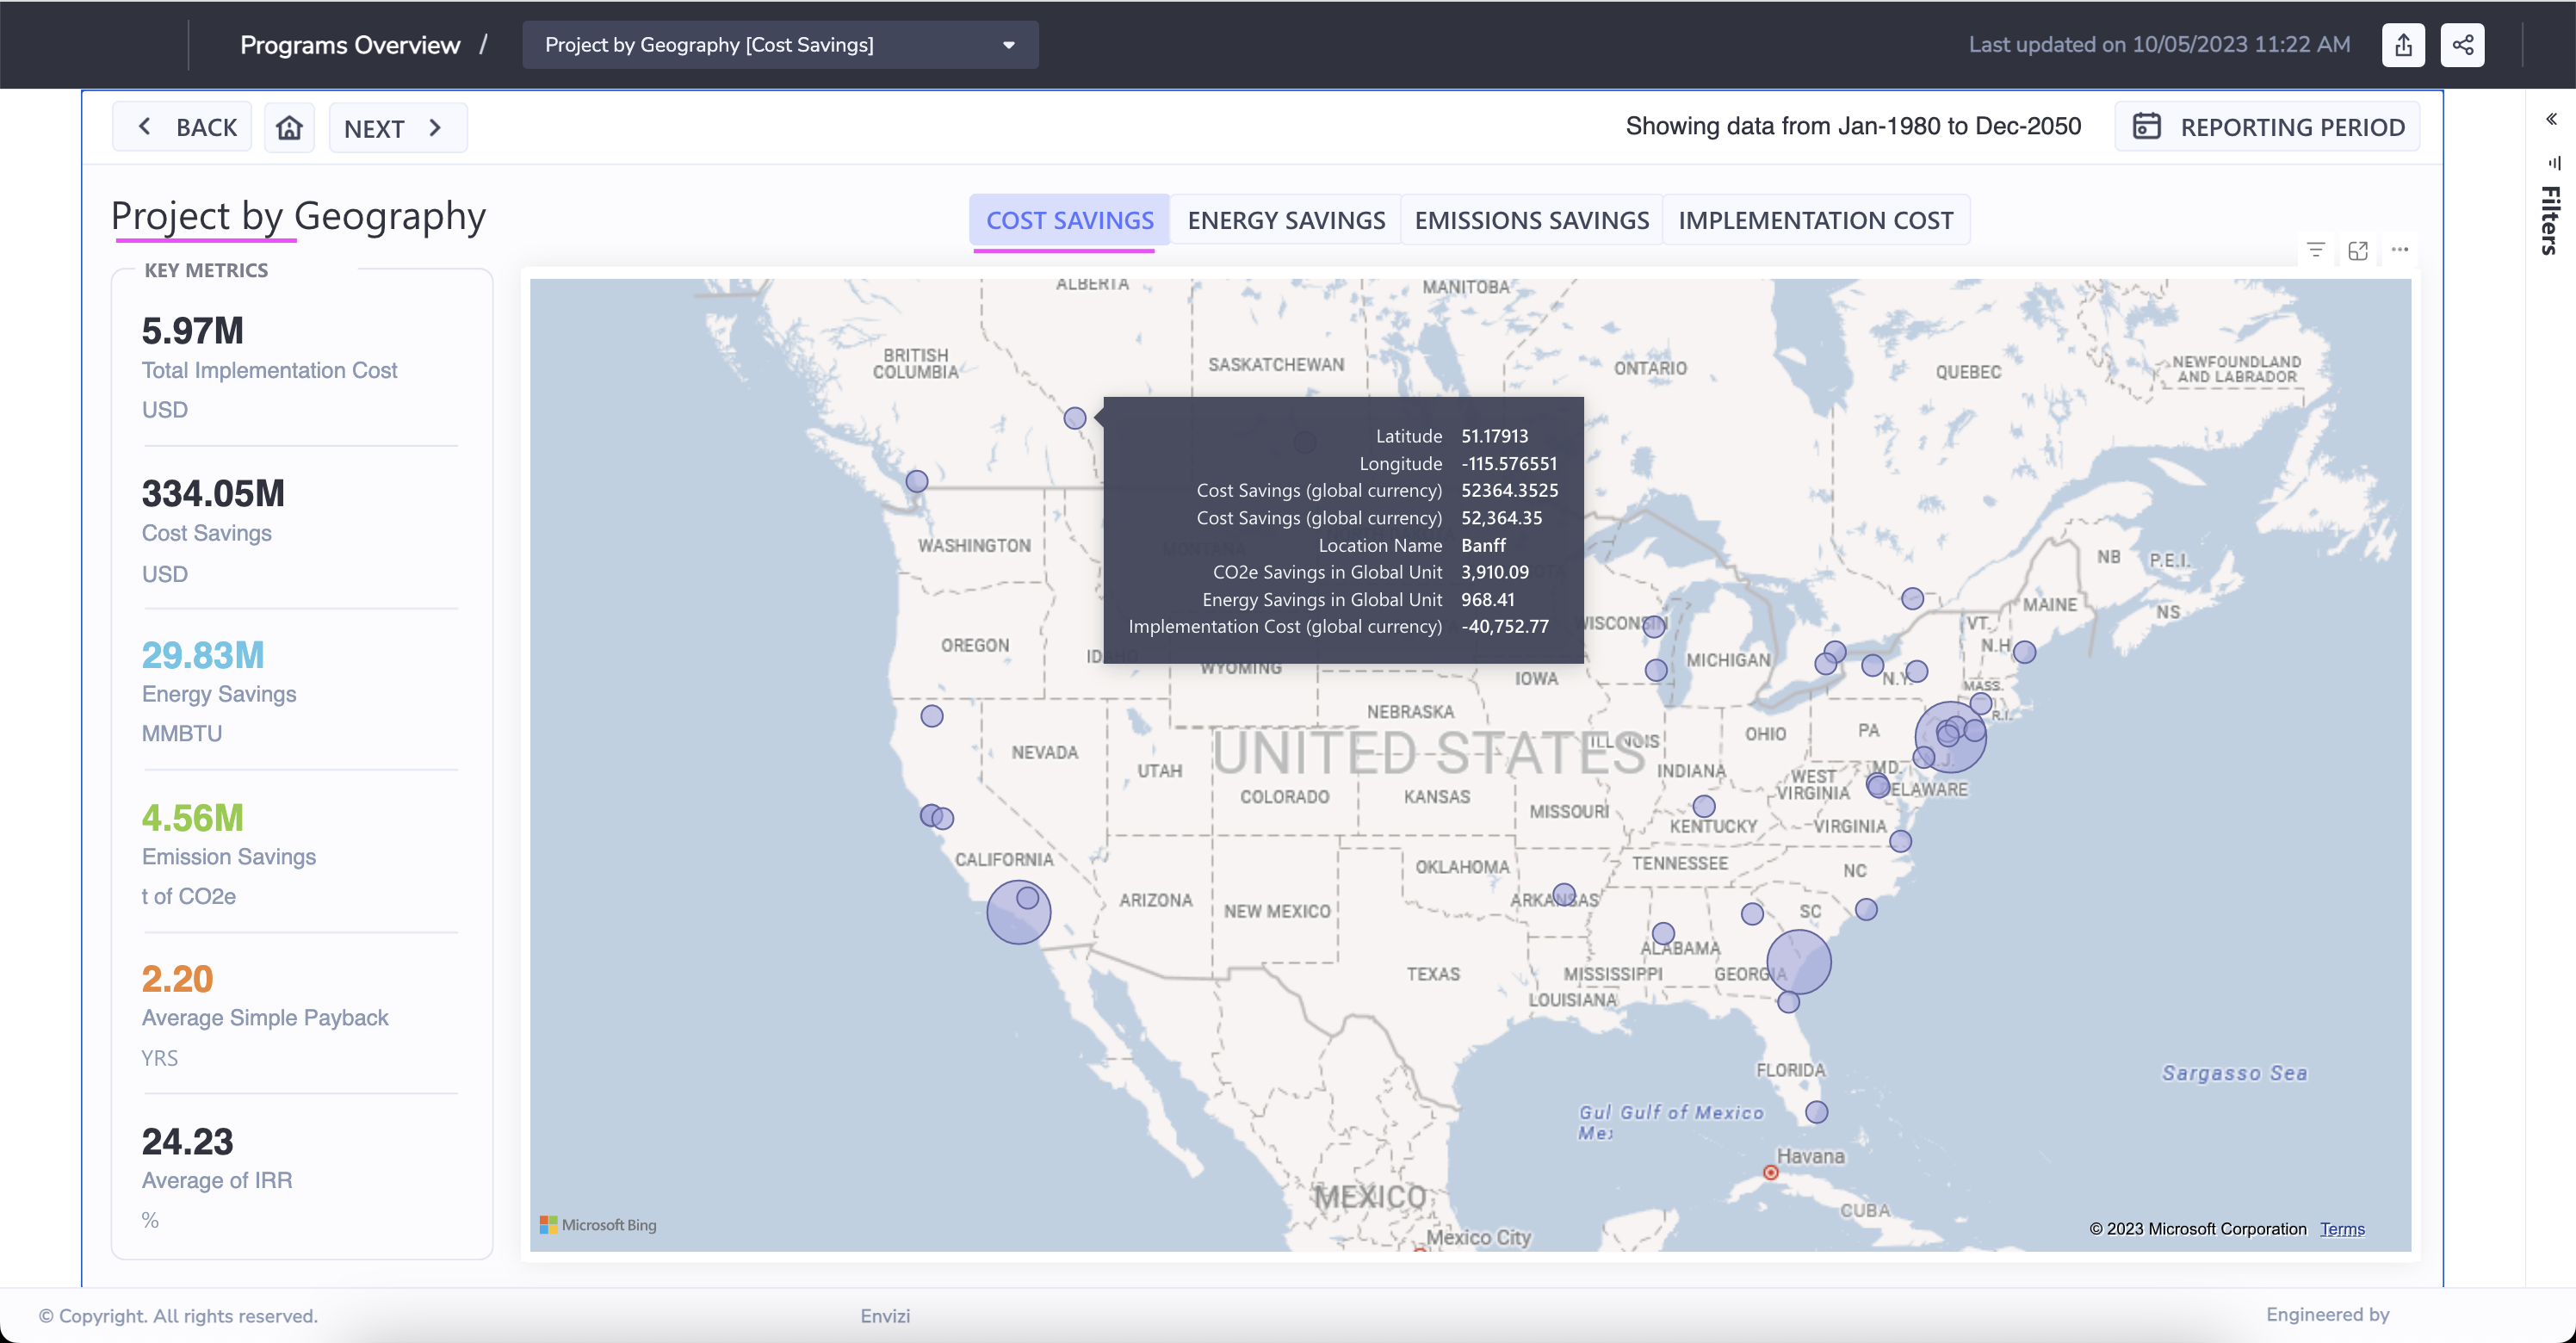 Programs Overview /
Project by Geography [Cost Savings]
Last updated on 10/05/2023 11:22 AM
BACK
NEXT
Showing data from Jan-1980 to Dec-2050
REPORTING PERIOD
Filters
Project by Geography
COST SAVINGS
ENERGY SAVINGS
EMISSIONS SAVINGS
IMPLEMENTATION COST
KEY METRICS
5.97M
Total Implementation Cost
USD
334.05M
Cost Savings
USD
29.83M
Energy Savings
MMBTU
4.56M
Emission Savings
t of CO2e
2.20
Average Simple Payback
YRS
24.23
Average of IRR
%
ALBERTA
MANITOBA
BRITISH
COLUMBIA
SASKATCHEWAN
ONTARIO
QUEBEC
NEWFOUNDLAND
AND LABRADOR
Latitude 51.17913
Longitude -115.576551
Cost Savings (global currency) 52364.3525
Cost Savings (global currency) 52,364.35
Location Name Banff
CO2e Savings in Global Unit 3,910.09
Energy Savings in Global Unit 968.41
Implementation Cost (global currency) -40,752.77
WASHINGTON
MONTANA
NB
P.E.I.
NS
MAINE
VT.
N.H.
WISCONSIN
OREGON
IDAHO
WYOMING
MICHIGAN
IOWA
N.Y.
MASS.
R.I.
NEBRASKA
NEVADA
UNITED STATES
ILLINOIS
OHIO
PA
UTAH
INDIANA
MD.
N.J.
WEST
VIRGINIA
DELAWARE
COLORADO
KANSAS
MISSOURI
KENTUCKY
VIRGINIA
CALIFORNIA
OKLAHOMA
TENNESSEE
NC
ARIZONA
NEW MEXICO
ARKANSAS
SC
ALABAMA
TEXAS
MISSISSIPPI
GEORGIA
LOUISIANA
FLORIDA
Sargasso Sea
Gul Gulf of Mexico
Me
Havana
MEXICO
CUBA
Mexico City
Microsoft Bing
© 2023 Microsoft Corporation Terms
© Copyright. All rights reserved.
Envizi
Engineered by